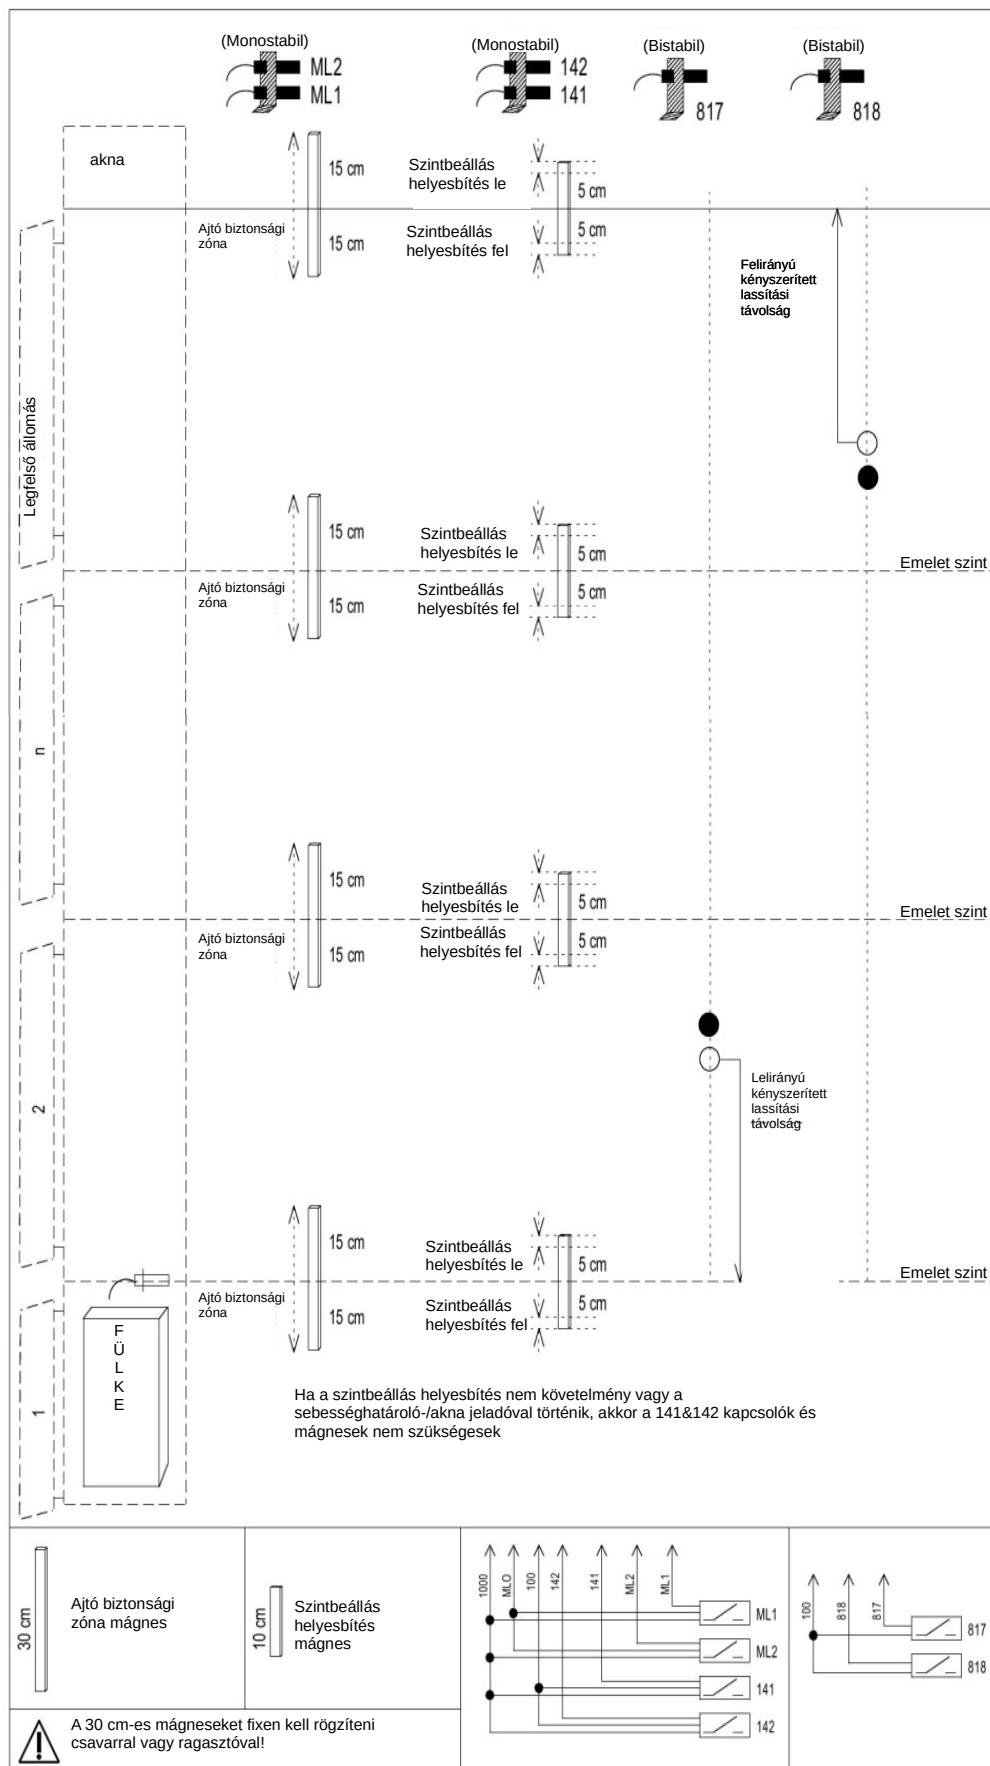 (Monostabil)
ML2
ML1
(Monostabil)
142
141
(Bistabil)
817
(Bistabil)
818
akna
15 cm
Szintbeállás
helyesbítés le
5 cm
Ajtó biztonsági
zóna
15 cm
Szintbeállás
helyesbítés fel
5 cm
Felirányú
kényszerített
lassítási
távolság
Legfelső állomás
15 cm
Szintbeállás
helyesbítés le
5 cm
Emelet szint
Ajtó biztonsági
zóna
15 cm
Szintbeállás
helyesbítés fel
5 cm
n
15 cm
Szintbeállás
helyesbítés le
5 cm
Emelet szint
Ajtó biztonsági
zóna
15 cm
Szintbeállás
helyesbítés fel
5 cm
2
Lelirányú
kényszerített
lassítási
távolság
15 cm
Szintbeállás
helyesbítés le
5 cm
Emelet szint
Ajtó biztonsági
zóna
15 cm
Szintbeállás
helyesbítés fel
5 cm
1
FÜLKE
Ha a szintbeállás helyesbítés nem követelmény vagy a
sebességhatároló-/akna jeladóval történik, akkor a 141&142 kapcsolók és
mágnesek nem szükségesek
30 cm
Ajtó biztonsági
zóna mágnes
10 cm
Szintbeállás
helyesbítés
mágnes
A 30 cm-es mágneseket fixen kell rögzíteni
csavarral vagy ragasztóval!
1000
MLO
100
142
141
ML2
ML1
ML1
ML2
141
142
100
818
817
817
818